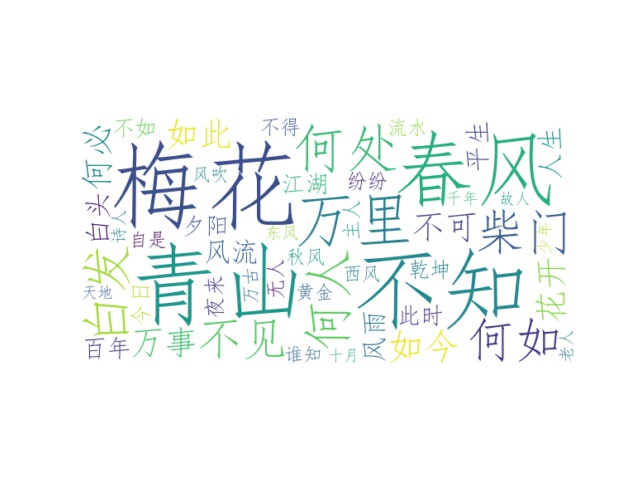 不如
如此
不得
何处
流水
平生
人生
何必
梅花
风吹
江湖
纷纷
春风
千年
故人
白头
诗人
自是
夕阳
东风
万里
主人
不可
柴门
少年
白发
天地
今日
青山
风流
夜来
万古
无人
秋风
黄金
何人
西风
不知
乾坤
花开
百年
万事
不见
谁知
十月
风雨
此时
如今
何如
老人